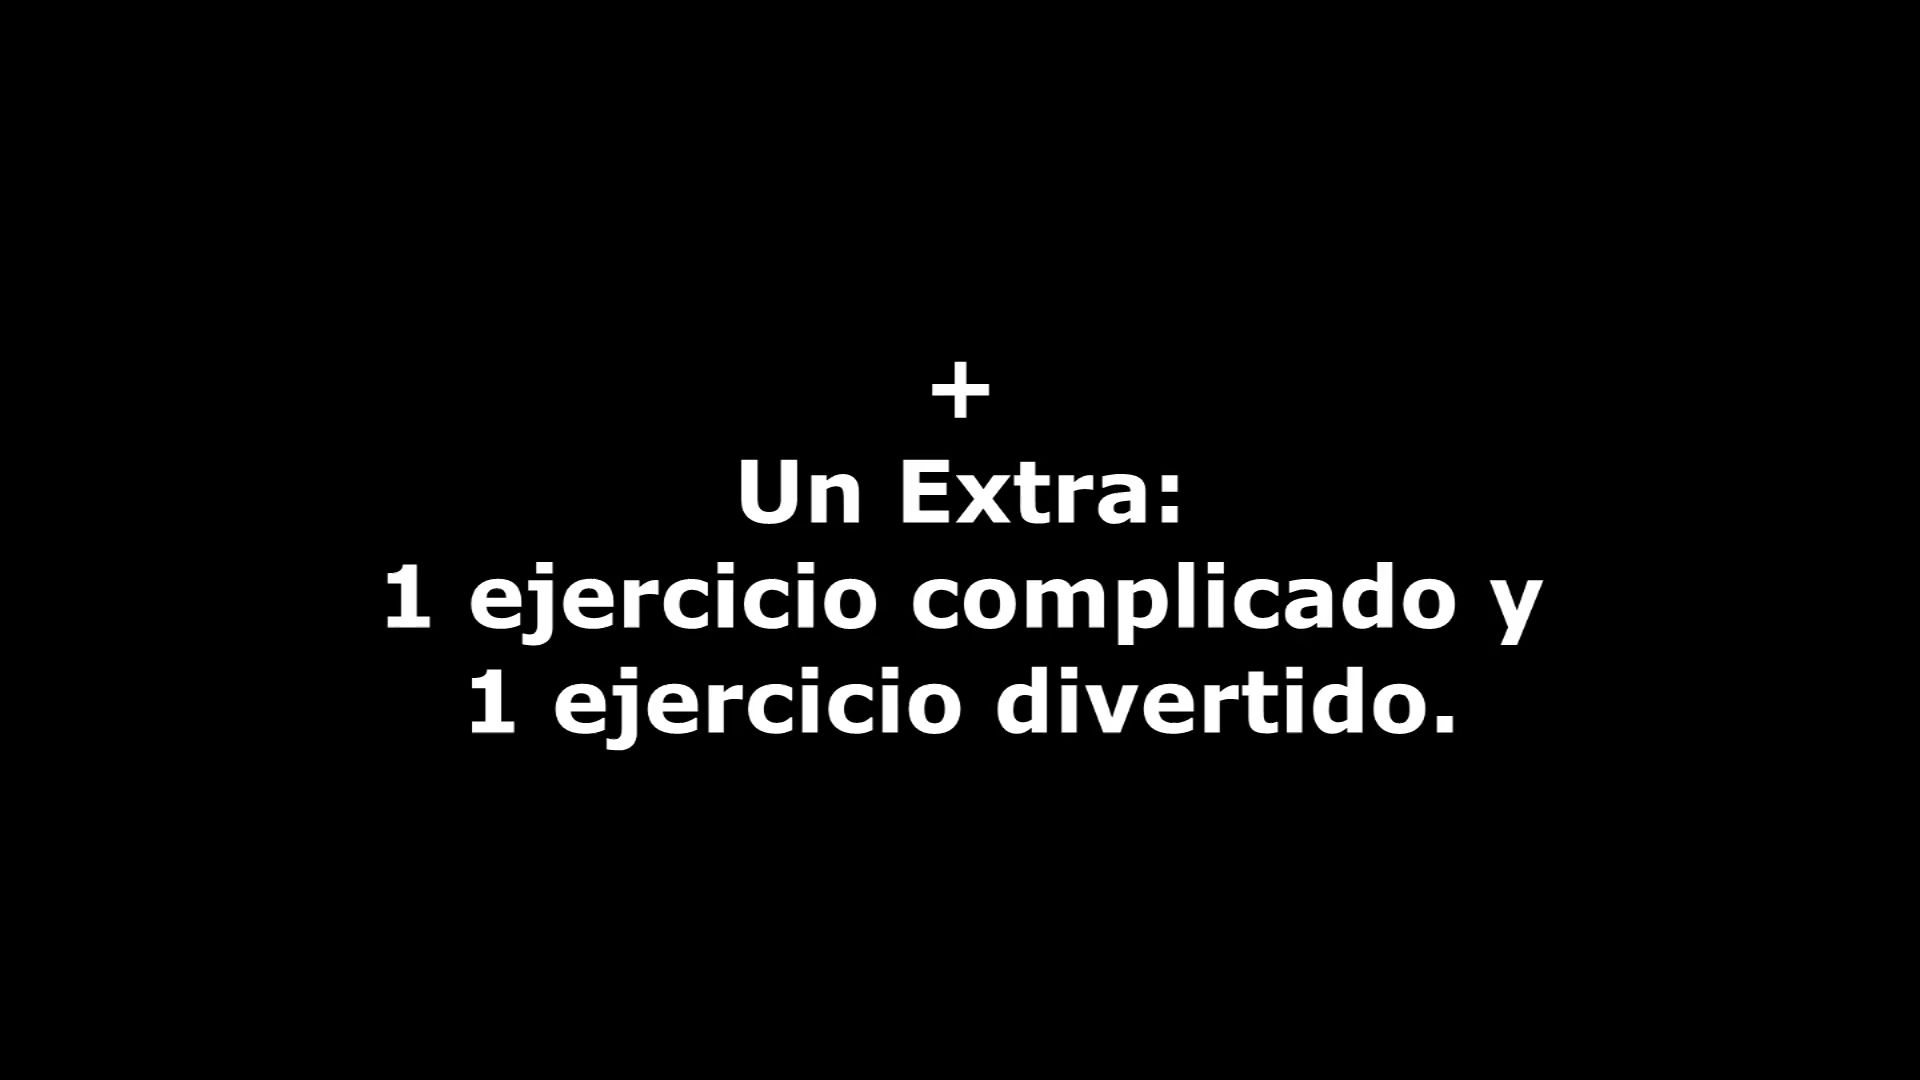 +
Un Extra:
1 ejercicio complicado y
1 ejercicio divertido.